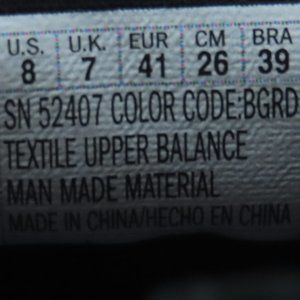 U.S. U.K. EUR CM BRA
8 7 41 26 39
SN 52407 COLOR CODE:BGRD
TEXTILE UPPER BALANCE
MAN MADE MATERIAL
MADE IN CHINA/HECHO EN CHINA